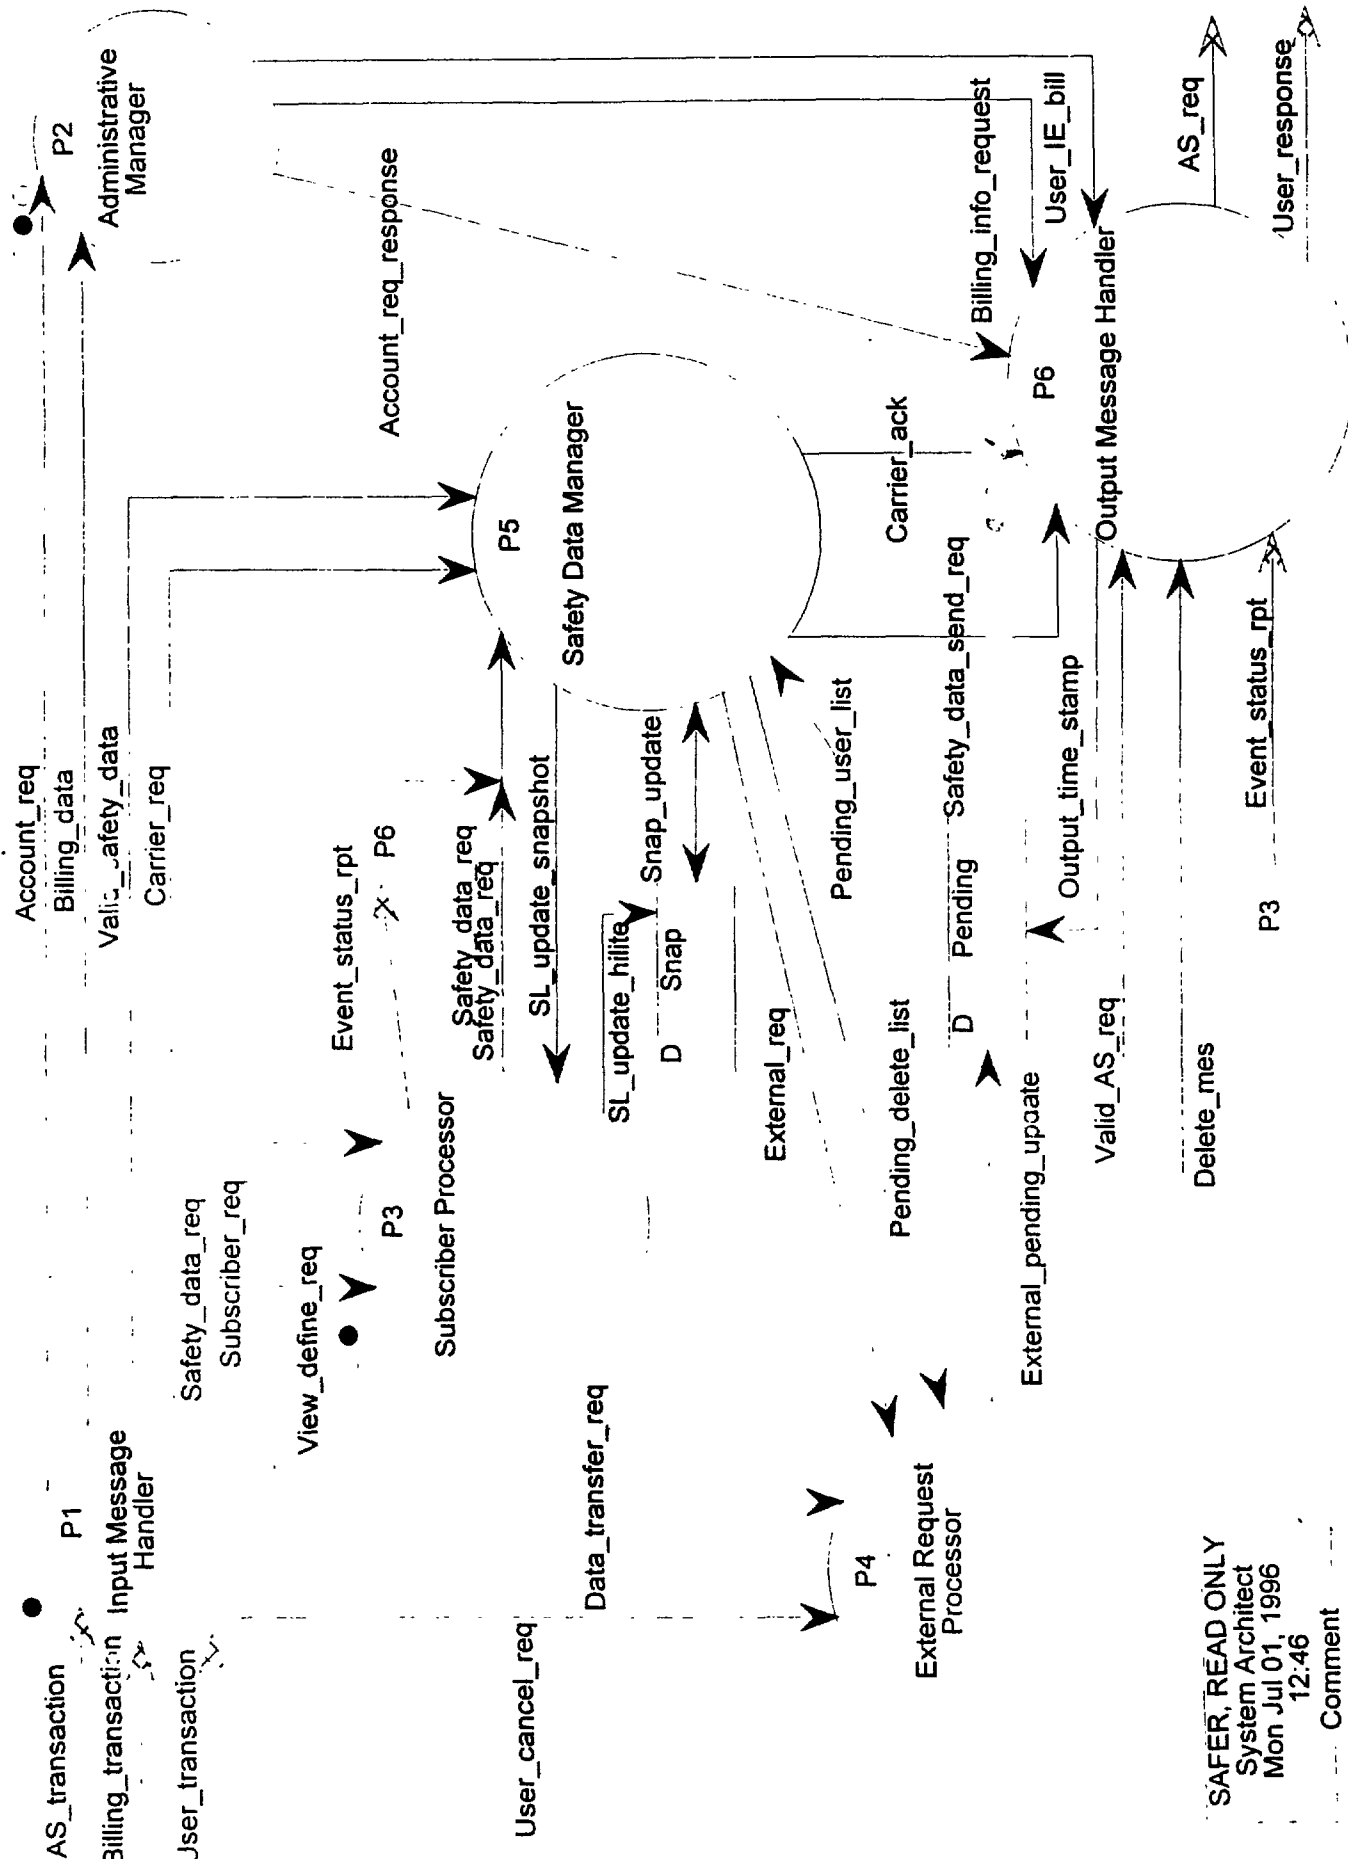 AS_transaction
Billing_transaction
User_transaction
P1
Input Message
Handler
Account_req
Billing_data
Carrier_req
P2
Administrative
Manager
Safety_data_req
Subscriber_req
View_define_req
P3
Subscriber Processor
Event_status_rpt
P6
Safety_data_req
Safety_data_req
SL_update_snapshot
SL_update_hilite
D
Snap
Snap_update
P5
Safety Data Manager
Account_req_response
User_cancel_req
Data_transfer_req
P4
External Request
Processor
External_req
Pending_delete_list
Pending_user_list
External_pending_update
D
Pending
Safety_data_send_req
Carrier_ack
Output_time_stamp
Valid_AS_req
Delete_mes
P3
Event_status_rpt
P6
Output Message Handler
Billing_info_request
User_IE_bill
AS_req
User_response
SAFER, READ ONLY
System Architect
Mon Jul 01, 1996
12:46
Comment